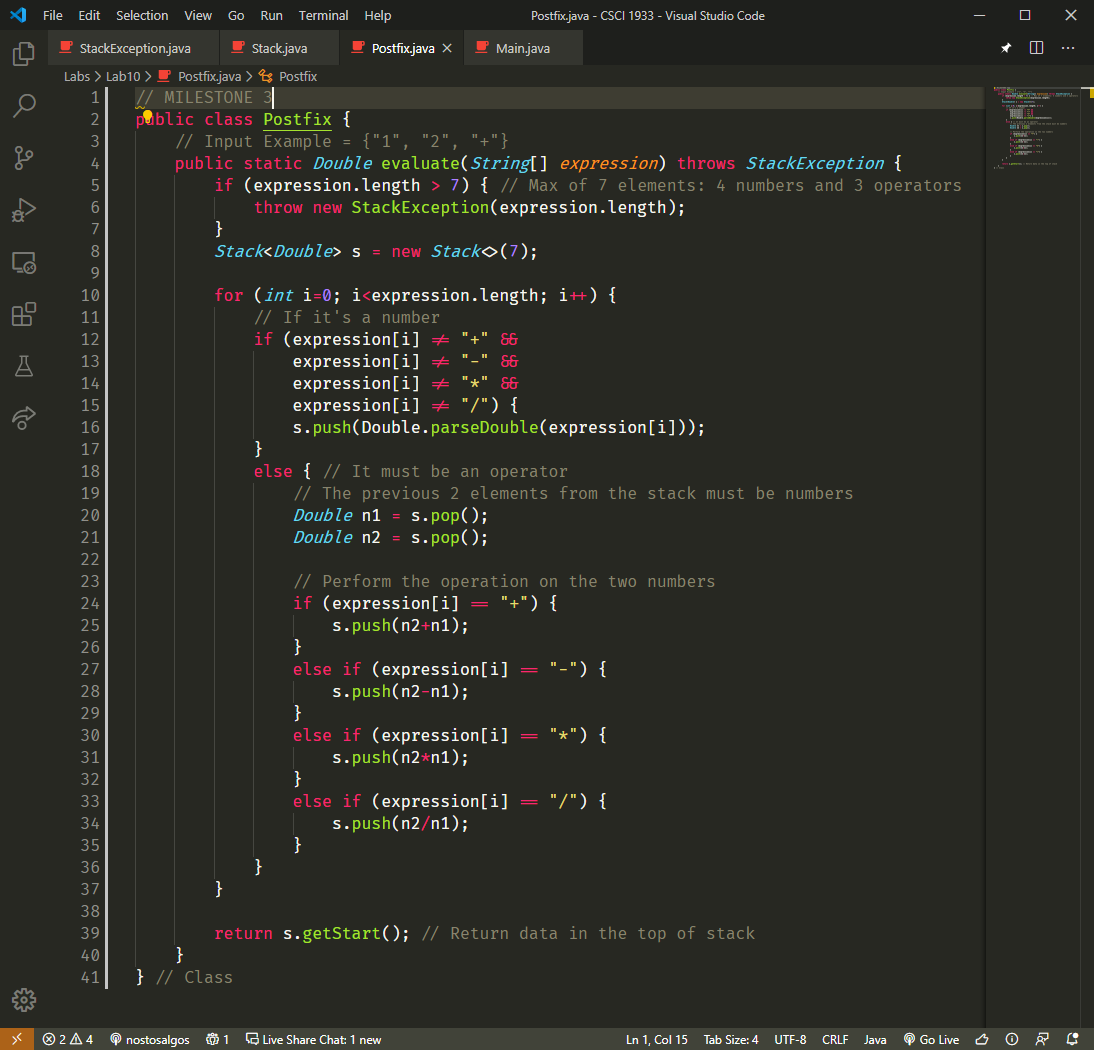 File Edit Selection View Go Run Terminal Help Postfix.java - CSCI 1933 - Visual Studio Code
StackException.java Stack.java Postfix.java Main.java
Labs > Lab10 > Postfix.java > Postfix
1 // MILESTONE 3
2 public class Postfix {
3 // Input Example = {"1", "2", "+"}
4 public static Double evaluate(String[] expression) throws StackException {
5 if (expression.length > 7) { // Max of 7 elements: 4 numbers and 3 operators
6 throw new StackException(expression.length);
7 }
8 Stack<Double> s = new Stack<>(7);
9
10 for (int i=0; i<expression.length; i++) {
11 // If it's a number
12 if (expression[i] != "+" &&
13 expression[i] != "-" &&
14 expression[i] != "*" &&
15 expression[i] != "/") {
16 s.push(Double.parseDouble(expression[i]));
17 }
18 else { // It must be an operator
19 // The previous 2 elements from the stack must be numbers
20 Double n1 = s.pop();
21 Double n2 = s.pop();
22
23 // Perform the operation on the two numbers
24 if (expression[i] == "+") {
25 s.push(n2+n1);
26 }
27 else if (expression[i] == "-") {
28 s.push(n2-n1);
29 }
30 else if (expression[i] == "*") {
31 s.push(n2*n1);
32 }
33 else if (expression[i] == "/") {
34 s.push(n2/n1);
35 }
36 }
37 }
38
39 return s.getStart(); // Return data in the top of stack
40 }
41 } // Class
2 4 nostosalgos 1 Live Share Chat: 1 new Ln 1, Col 15 Tab Size: 4 UTF-8 CRLF Java Go Live